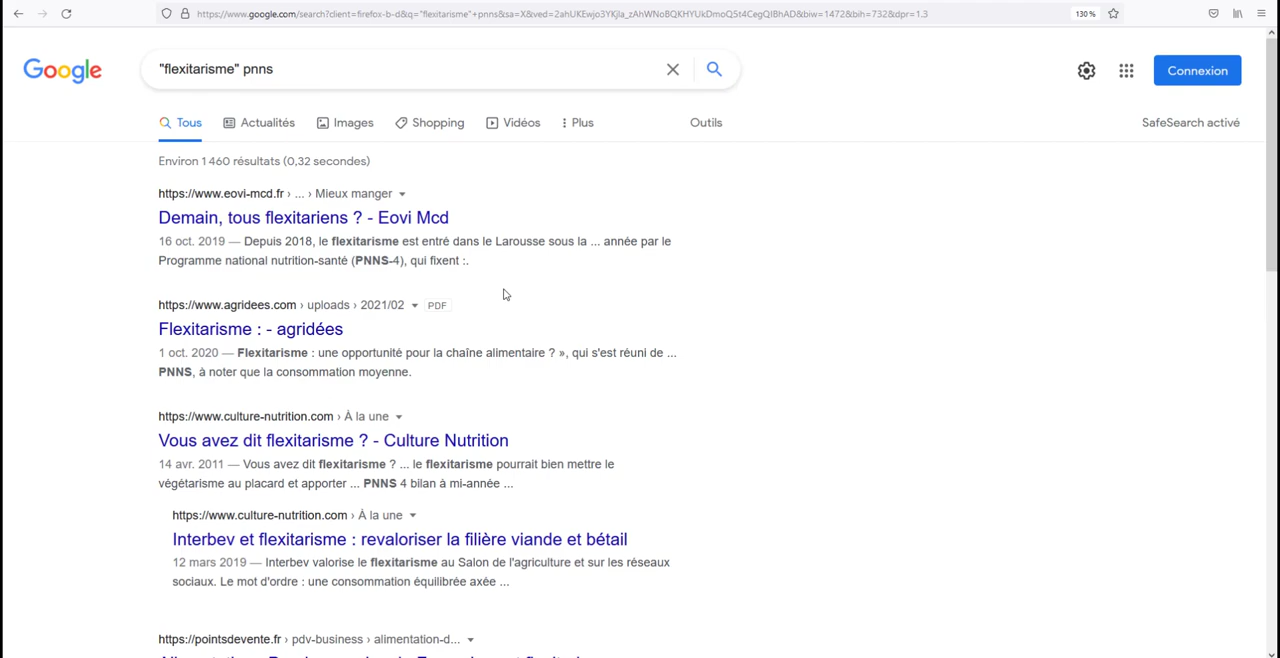 https://www.google.com/search?client=firefox-b-d&q="flexitarisme"+pnns&sa=X&ved=2ahUKEwjo3YKjla_zAhWNoBQKHYUkDmoQ5t4CegQIBhAD&biw=1472&bih=732&dpr=1.3
130 %
Google
"flexitarisme" pnns
Connexion
Tous
Actualités
Images
Shopping
Vidéos
Plus
Outils
SafeSearch activé
Environ 1 460 résultats (0,32 secondes)
https://www.eovi-mcd.fr › ... › Mieux manger
Demain, tous flexitariens ? - Eovi Mcd
16 oct. 2019 — Depuis 2018, le flexitarisme est entré dans le Larousse sous la ... année par le
Programme national nutrition-santé (PNNS-4), qui fixent :.
https://www.agridees.com › uploads › 2021/02 PDF
Flexitarisme : - agridées
1 oct. 2020 — Flexitarisme : une opportunité pour la chaîne alimentaire ? », qui s'est réuni de ...
PNNS, à noter que la consommation moyenne.
https://www.culture-nutrition.com › À la une
Vous avez dit flexitarisme ? - Culture Nutrition
14 avr. 2011 — Vous avez dit flexitarisme ? ... le flexitarisme pourrait bien mettre le
végétarisme au placard et apporter ... PNNS 4 bilan à mi-année ...
https://www.culture-nutrition.com › À la une
Interbev et flexitarisme : revaloriser la filière viande et bétail
12 mars 2019 — Interbev valorise le flexitarisme au Salon de l'agriculture et sur les réseaux
sociaux. Le mot d'ordre : une consommation équilibrée axée ...
https://pointsdevente.fr › pdv-business › alimentation-d...